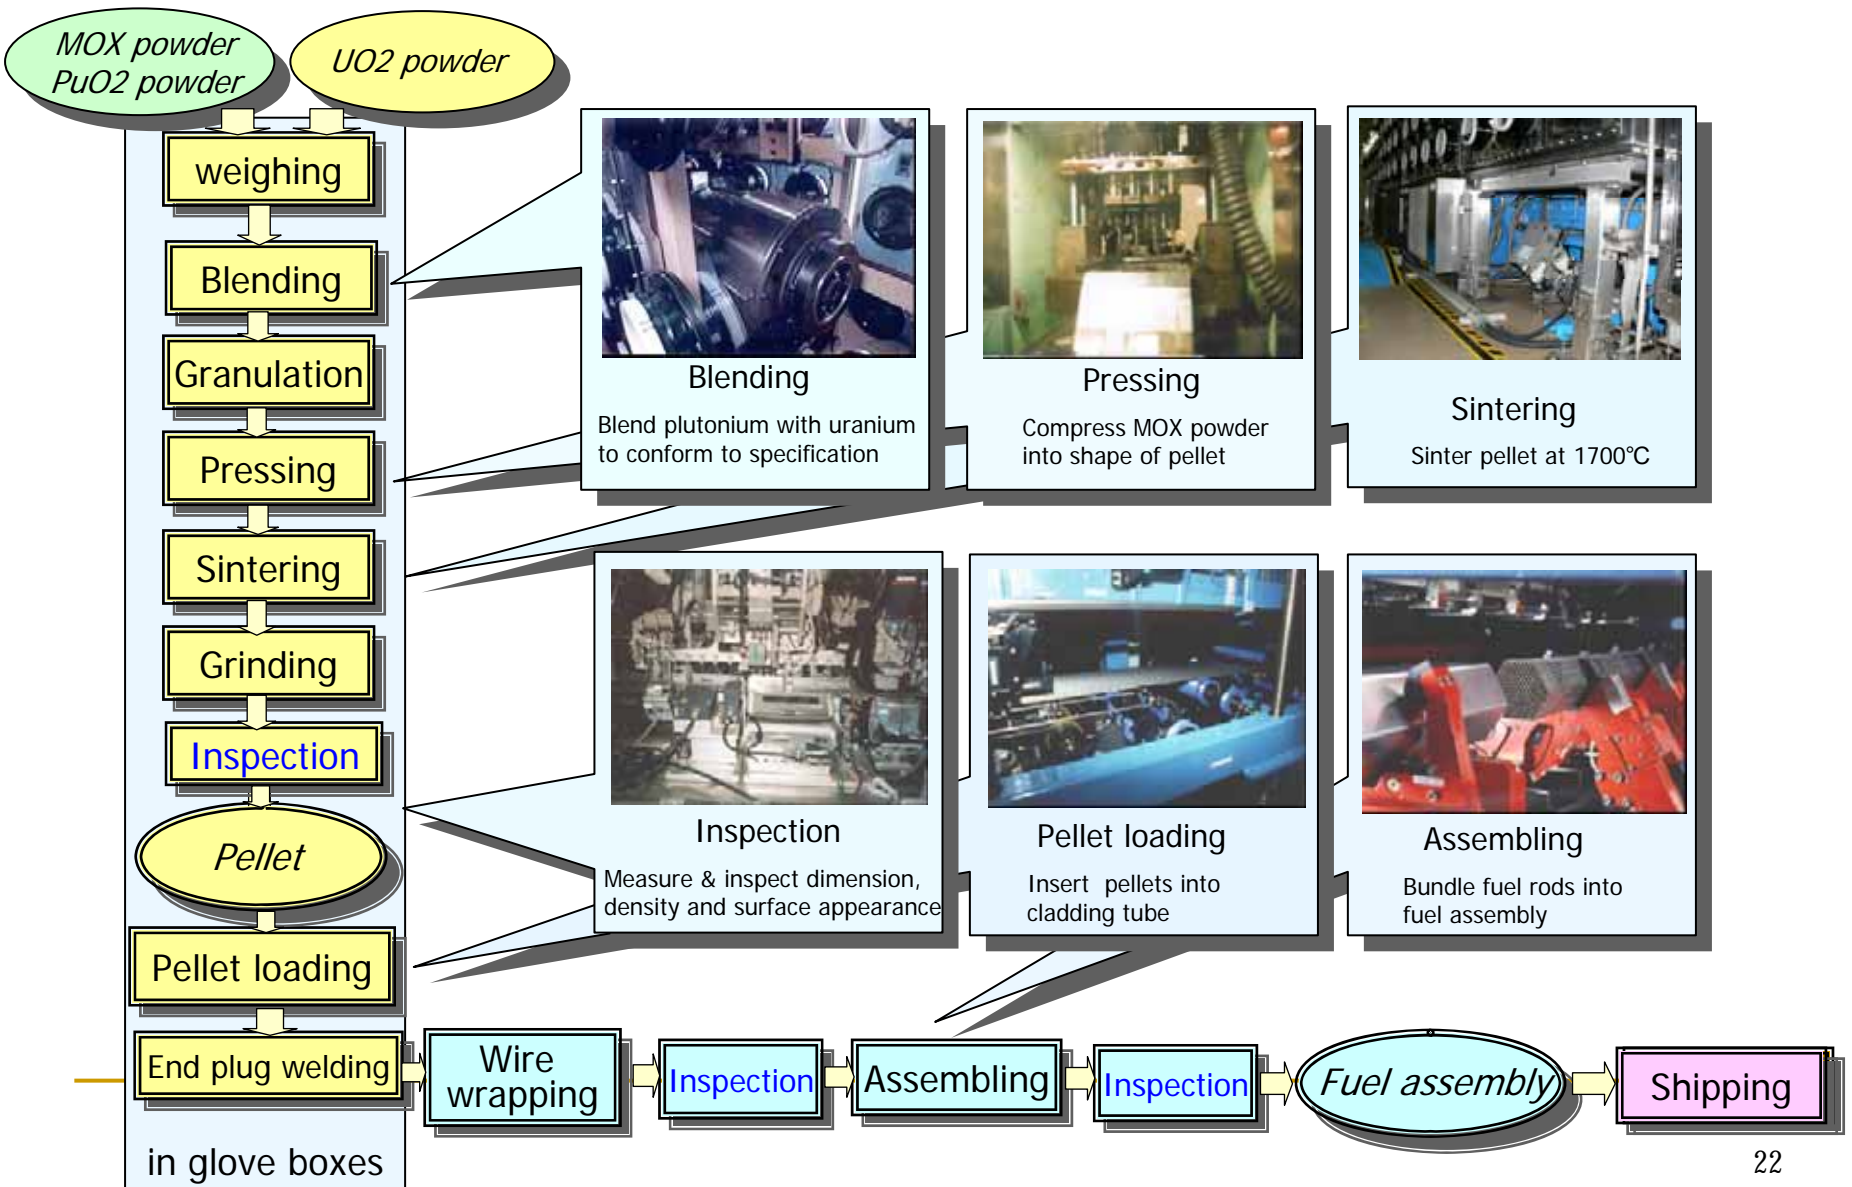 MOX powder
PuO2 powder
UO2 powder
weighing
Blending
Granulation
Pressing
Sintering
Grinding
Inspection
Pellet
Pellet loading
End plug welding
in glove boxes
Blending
Blend plutonium with uranium
to conform to specification
Pressing
Compress MOX powder
into shape of pellet
Sintering
Sinter pellet at 1700℃
Inspection
Measure & inspect dimension,
density and surface appearance
Pellet loading
Insert pellets into
cladding tube
Assembling
Bundle fuel rods into
fuel assembly
Wire
wrapping
Inspection
Assembling
Inspection
Fuel assembly
Shipping
22